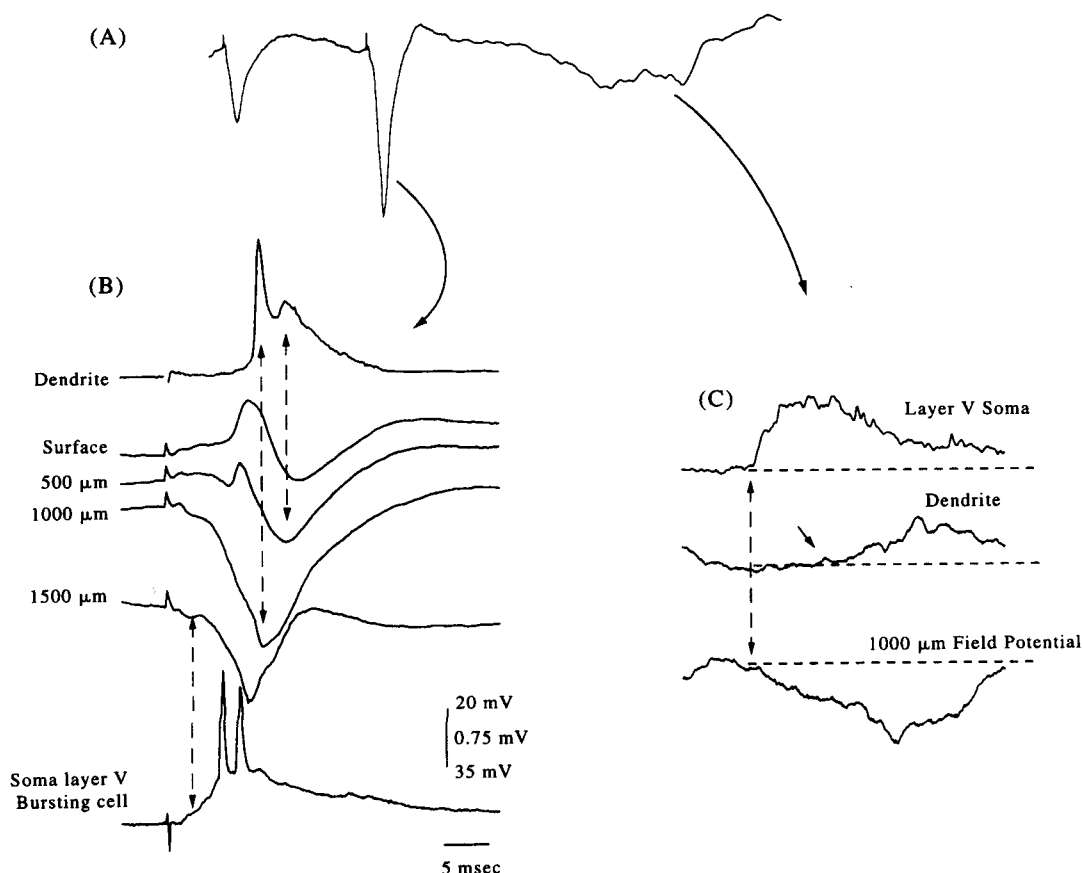 (A)
(B)
Dendrite
Surface
500 μm
1000 μm
1500 μm
Soma layer V
Bursting cell
20 mV
0.75 mV
35 mV
5 msec
(C)
Layer V Soma
Dendrite
1000 μm Field Potential